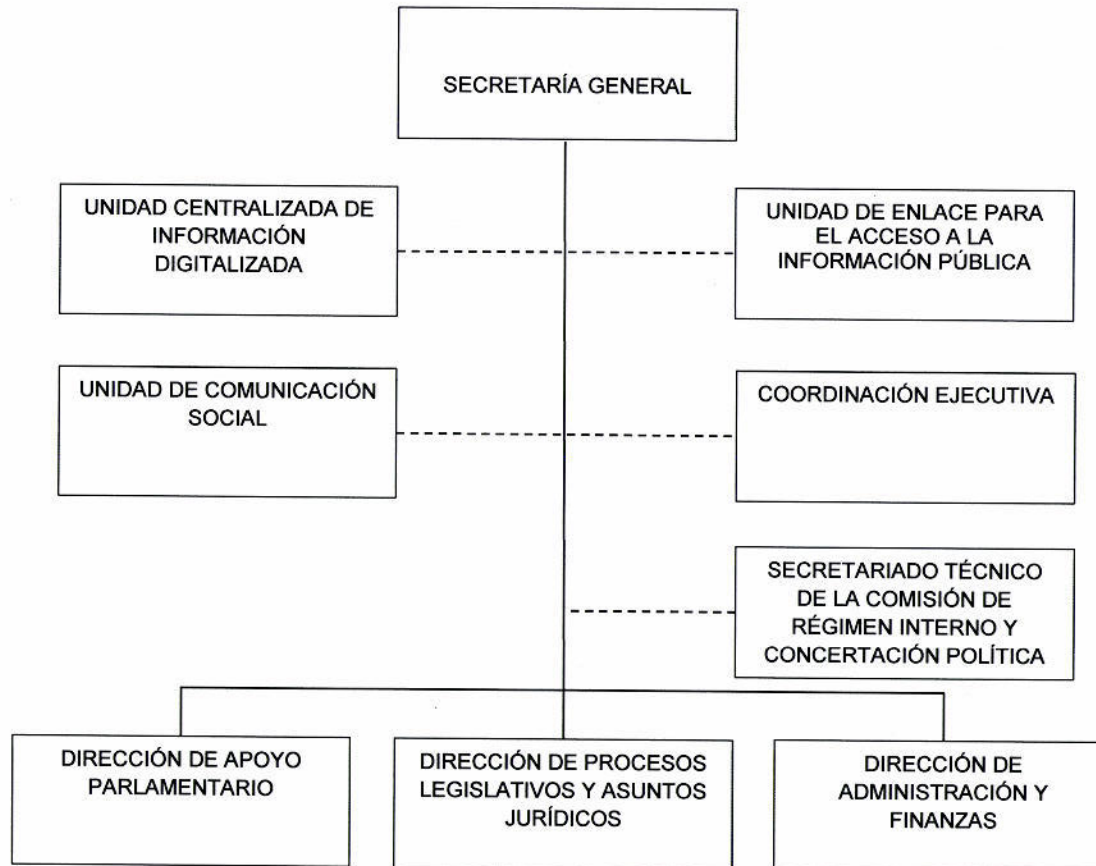 SECRETARÍA GENERAL
UNIDAD CENTRALIZADA DE
INFORMACIÓN
DIGITALIZADA
UNIDAD DE ENLACE PARA
EL ACCESO A LA
INFORMACIÓN PÚBLICA
UNIDAD DE COMUNICACIÓN
SOCIAL
COORDINACIÓN EJECUTIVA
SECRETARIADO TÉCNICO
DE LA COMISIÓN DE
RÉGIMEN INTERNO Y
CONCERTACIÓN POLÍTICA
DIRECCIÓN DE APOYO
PARLAMENTARIO
DIRECCIÓN DE PROCESOS
LEGISLATIVOS Y ASUNTOS
JURÍDICOS
DIRECCIÓN DE
ADMINISTRACIÓN Y
FINANZAS